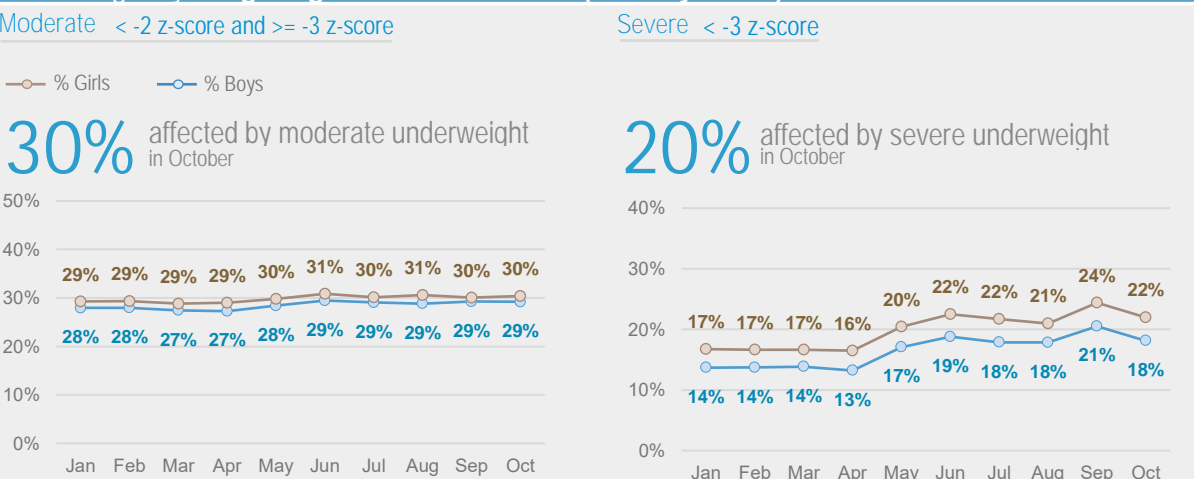 Moderate < -2 z-score and >= -3 z-score
% Girls % Boys
30% affected by moderate underweight
in October
50%
40%
30%
20%
10%
0%
29% 29% 29% 29% 30% 31% 30% 31% 30% 30%
28% 28% 27% 27% 28% 29% 29% 29% 29% 29%
Jan Feb Mar Apr May Jun Jul Aug Sep Oct
Severe < -3 z-score
20% affected by severe underweight
in October
40%
30%
20%
10%
0%
17% 17% 17% 16% 20% 22% 22% 21% 24% 22%
14% 14% 14% 13% 17% 19% 18% 18% 21% 18%
Jan Feb Mar Apr May Jun Jul Aug Sep Oct